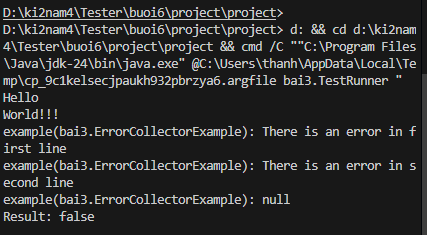 D:\ki2nam4\Tester\buoi6\project\project>
D:\ki2nam4\Tester\buoi6\project\project> d: && cd d:\ki2nam
4\Tester\buoi6\project\project && cmd /C ""C:\Program Files
\Java\jdk-24\bin\java.exe" @C:\Users\thanh\AppData\Local\Te
mp\cp_9c1kelsecjpaukh932pbrzya6.argfile bai3.TestRunner "
Hello
World!!!
example(bai3.ErrorCollectorExample): There is an error in f
irst line
example(bai3.ErrorCollectorExample): There is an error in s
econd line
example(bai3.ErrorCollectorExample): null
Result: false